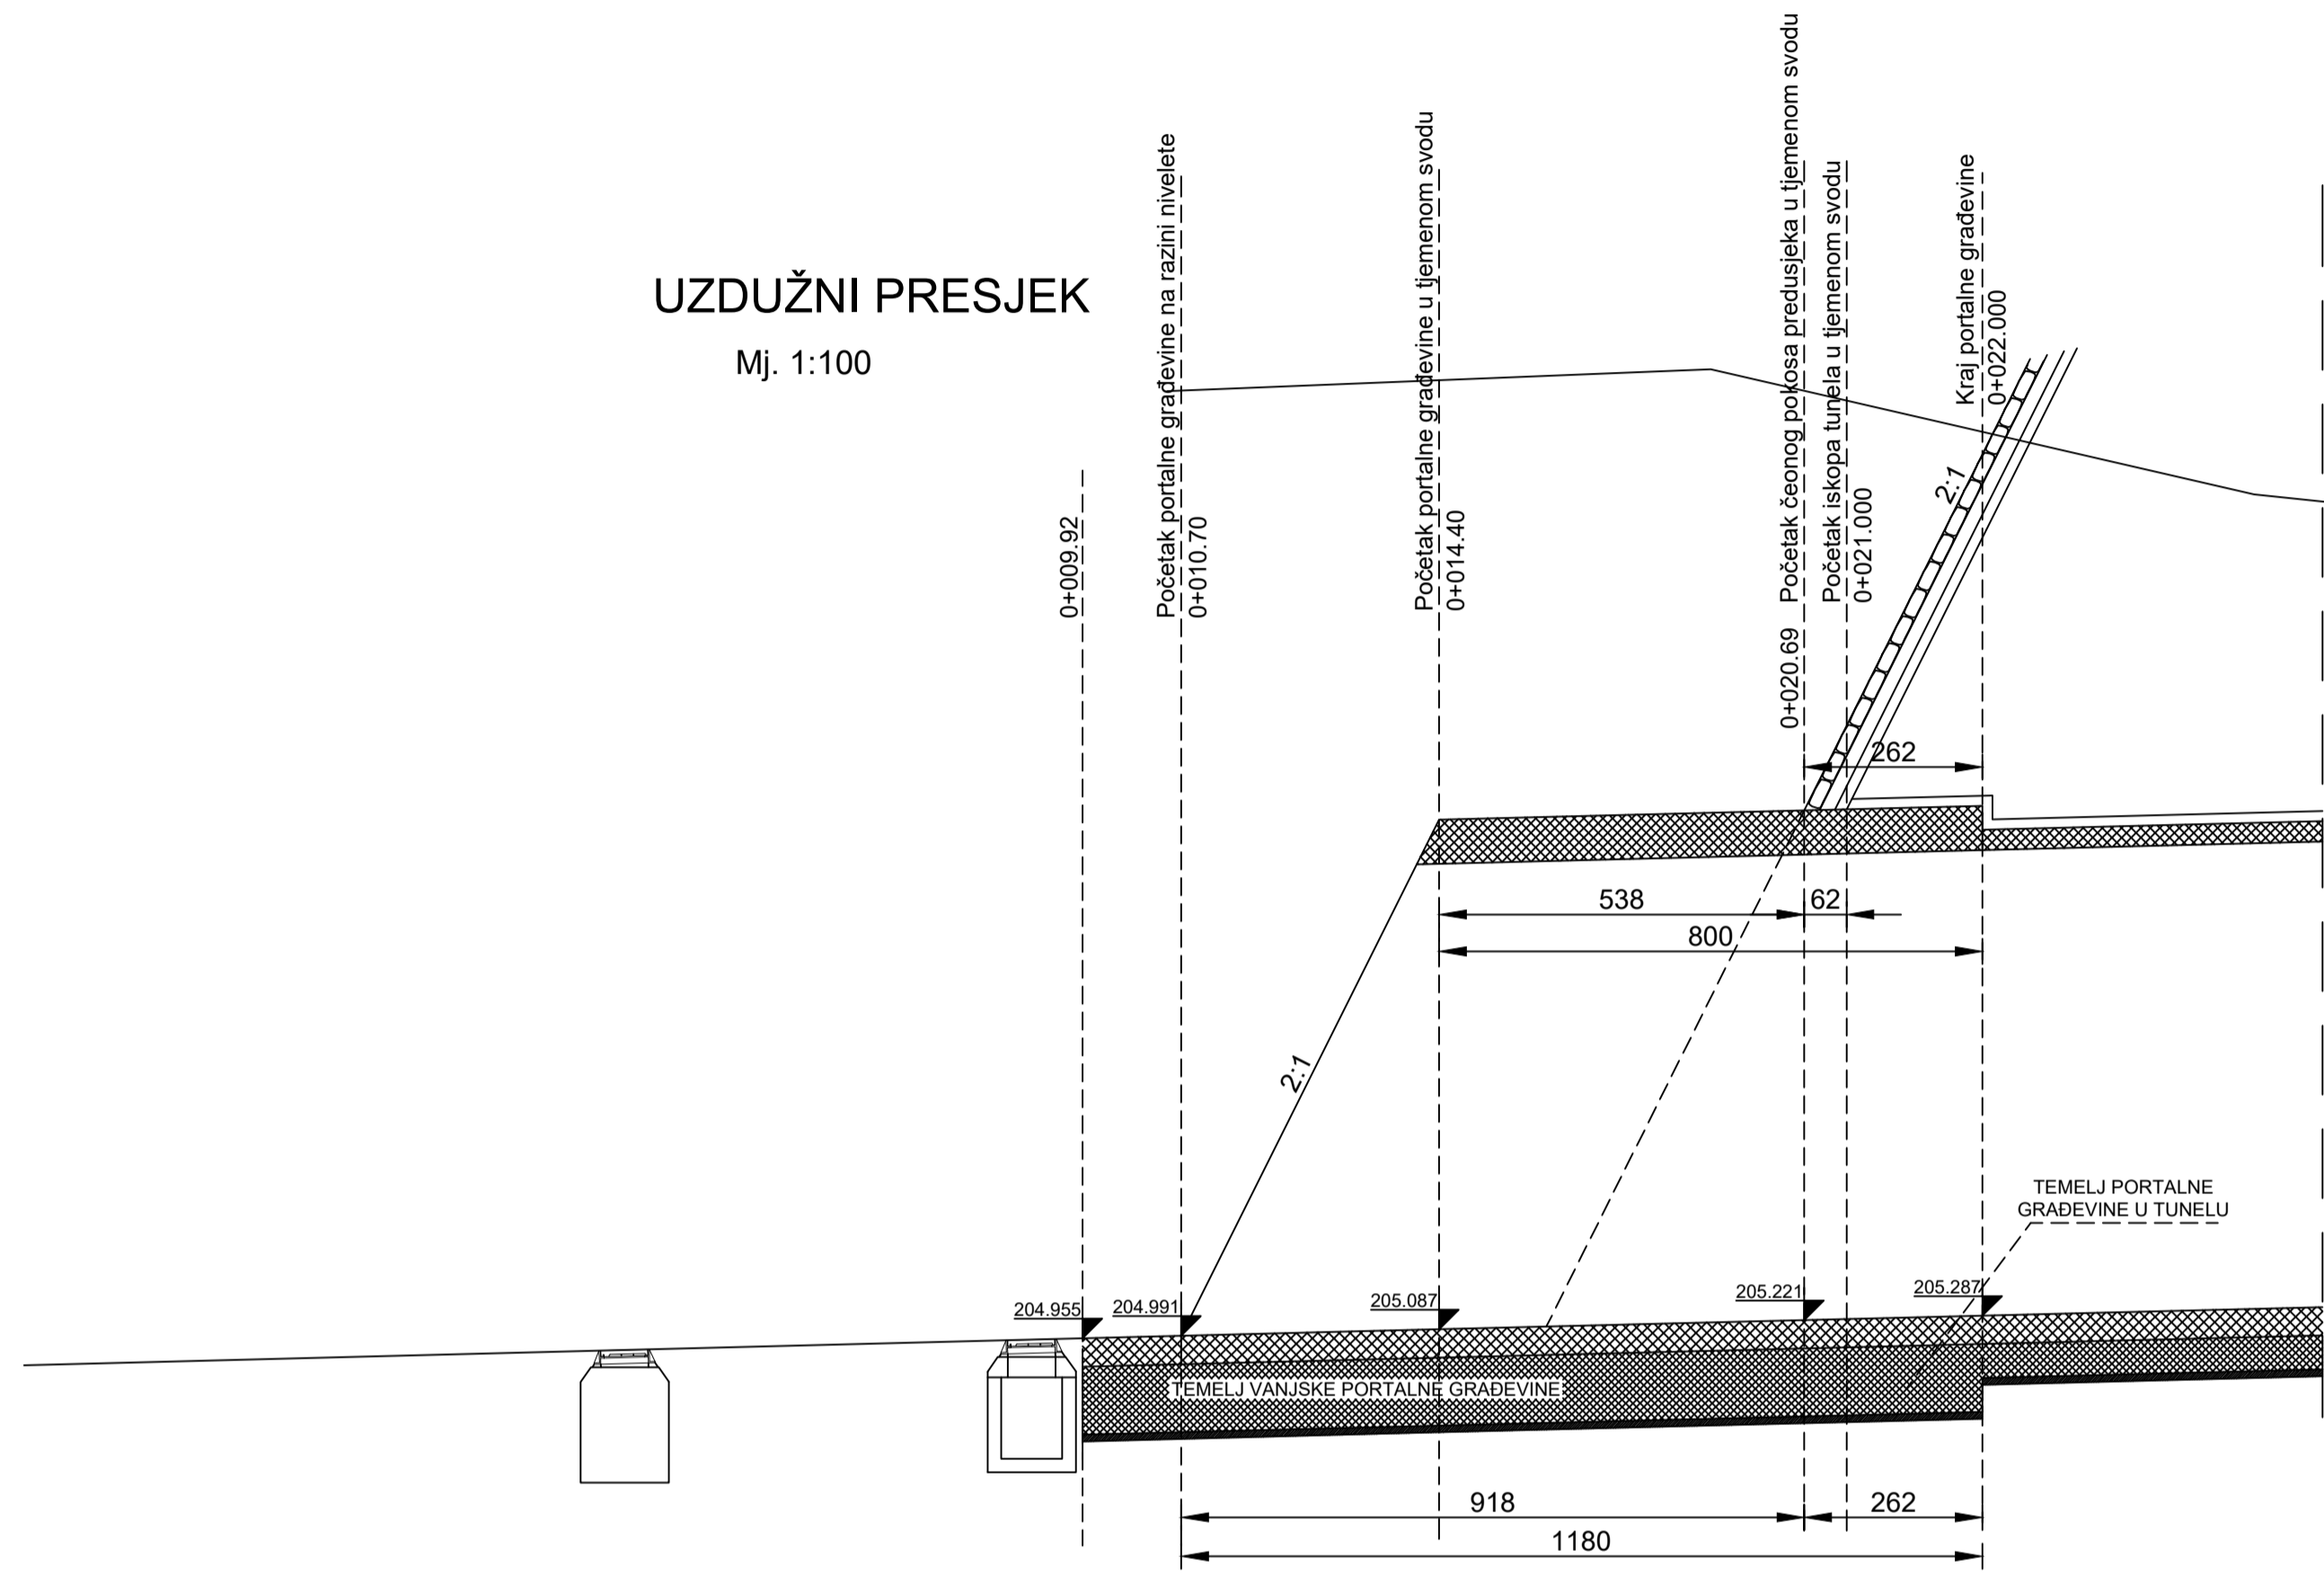 UZDUŽNI PRESJEK
Mj. 1:100
0+009.92
Početak portalne građevine na razini nivelete
0+010.70
Početak portalne građevine u tjemenom svodu
0+014.40
0+020.69 Početak čeonog pokosa predusjeka u tjemenom svodu
Početak iskopa tunela u tjemenom svodu
0+021.000
Kraj portalne građevine
0+022.000
2:1
262
538
62
800
2:1
TEMELJ PORTALNE
GRAĐEVINE U TUNELU
204.955
204.991
205.087
205.221
205.287
TEMELJ VANJSKE PORTALNE GRAĐEVINE
918
262
1180